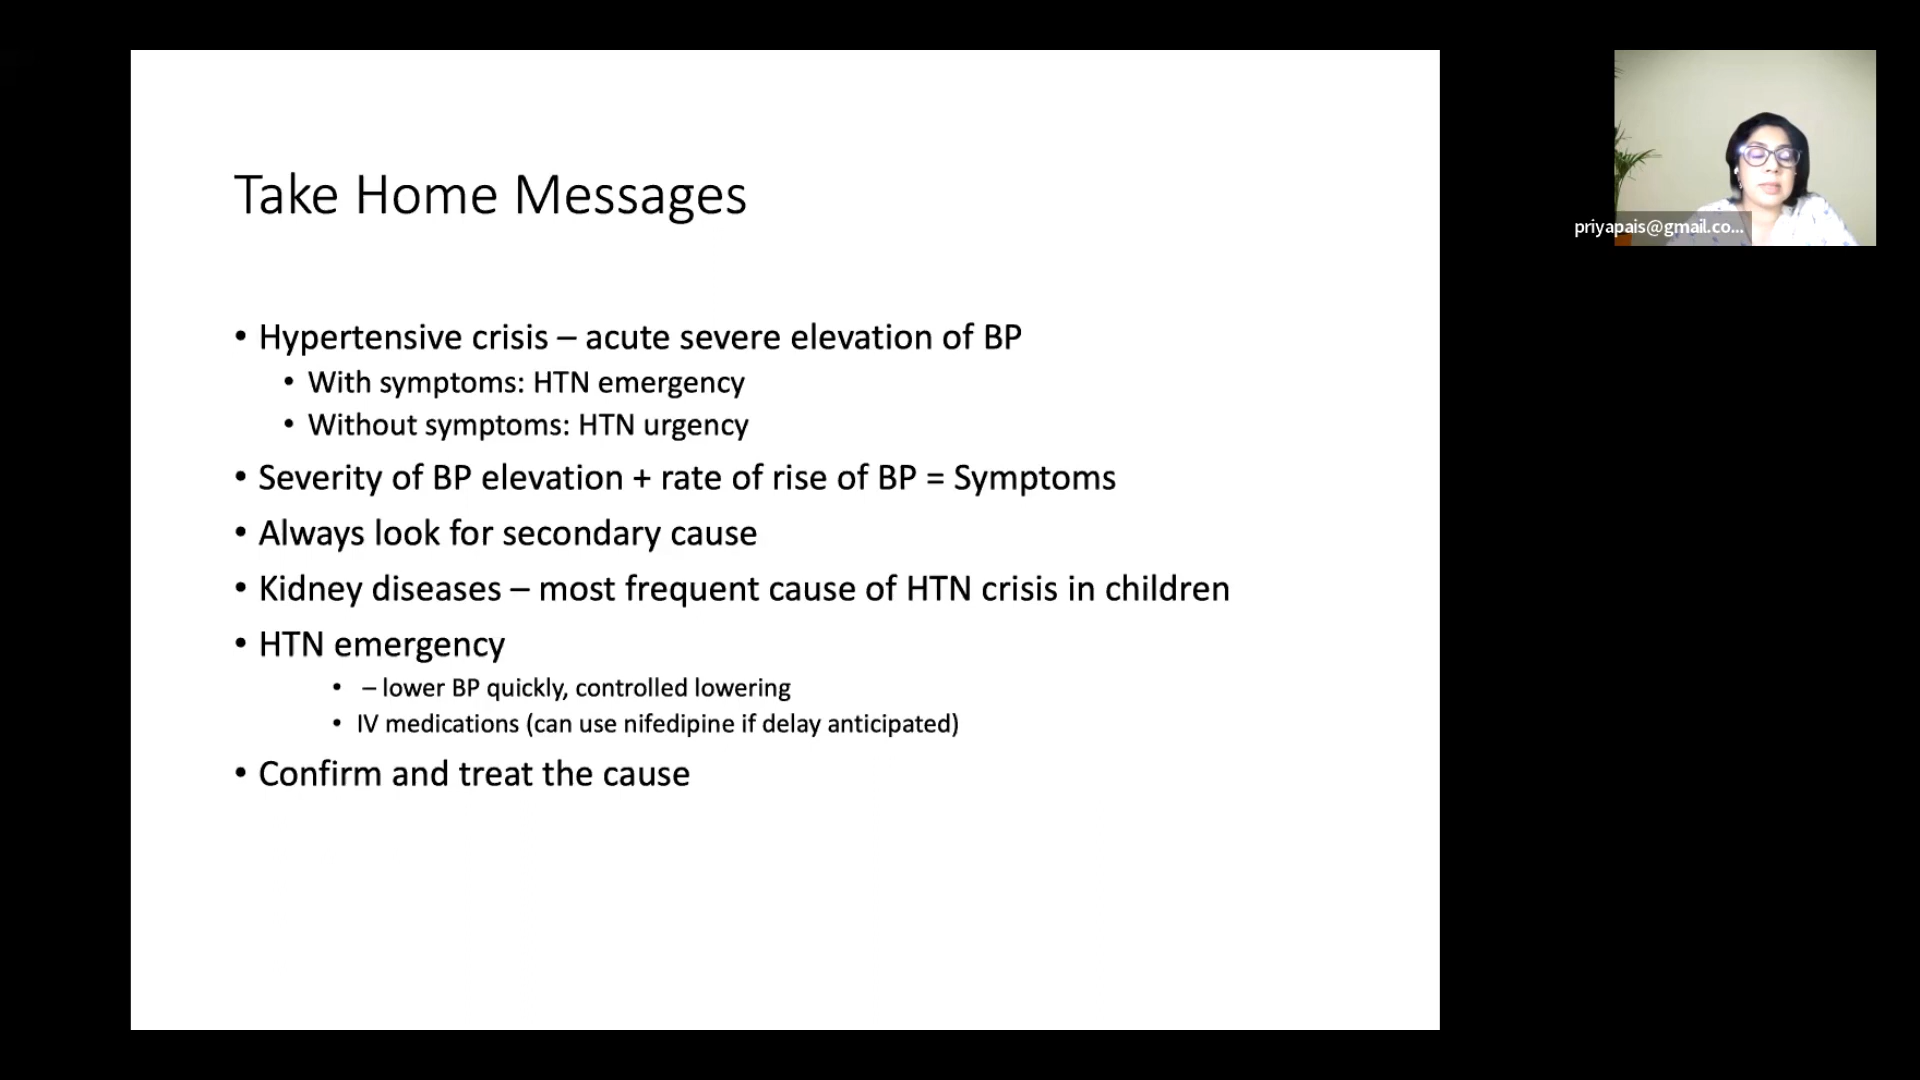 Take Home Messages
• Hypertensive crisis – acute severe elevation of BP
• With symptoms: HTN emergency
• Without symptoms: HTN urgency
• Severity of BP elevation + rate of rise of BP = Symptoms
• Always look for secondary cause
• Kidney diseases – most frequent cause of HTN crisis in children
• HTN emergency
• – lower BP quickly, controlled lowering
• IV medications (can use nifedipine if delay anticipated)
• Confirm and treat the cause
priyapais@gmail.co...